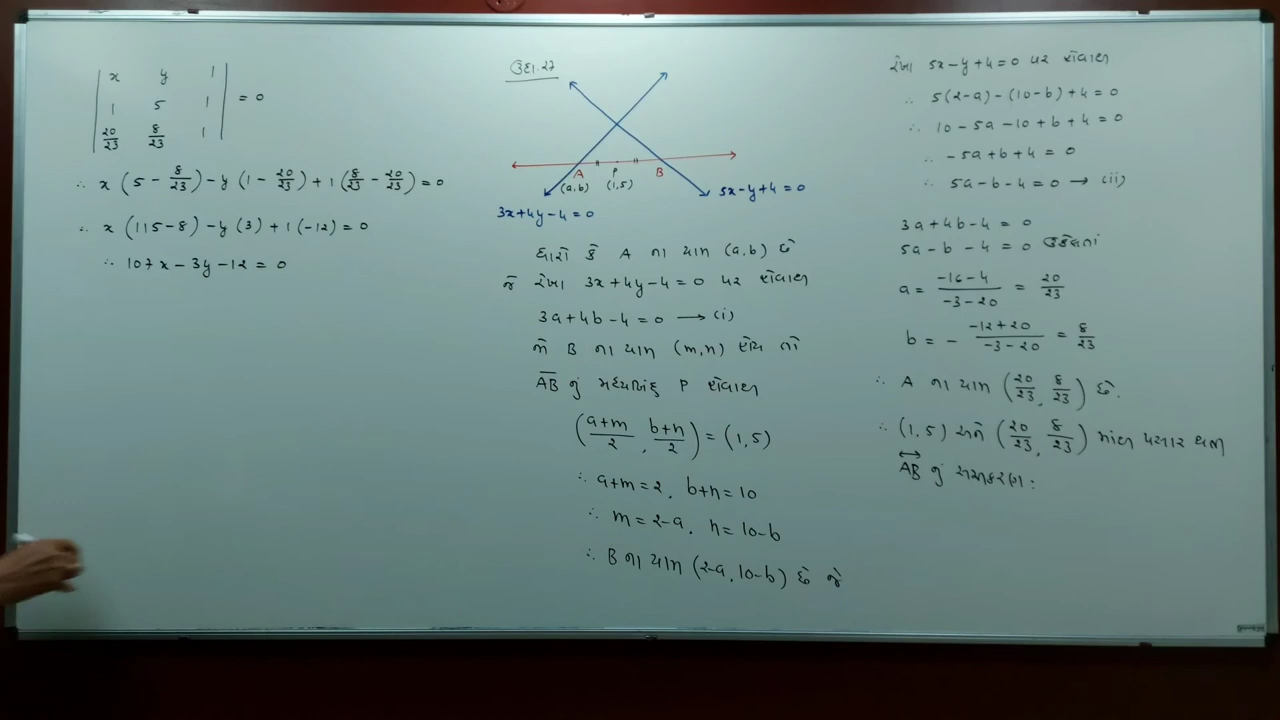 | x y 1 |
| 1 5 1 | = 0
| 20/23 8/23 1 |
∴ x (5 - 8/23) - y (1 - 20/23) + 1 (8/23 - 20/23) = 0
∴ x (115 - 8) - y (3) + 1 (-12) = 0
∴ 107x - 3y - 12 = 0
ઉદા. 27
A P B
(a, b) (1, 5)
5x - y + 4 = 0
3x + 4y - 4 = 0
ધારો કે A ના યામ (a, b) છે
જે રેખા 3x + 4y - 4 = 0 પર હોવાથી
3a + 4b - 4 = 0 → (i)
જો B ના યામ (m, n) હોય તો
AB નું મધ્યબિંદુ P હોવાથી
(a+m/2, b+n/2) = (1, 5)
∴ a+m = 2, b+n = 10
∴ m = 2-a, n = 10-b
∴ B ના યામ (2-a, 10-b) છે જે
રેખા 5x - y + 4 = 0 પર હોવાથી
∴ 5(2-a) - (10-b) + 4 = 0
∴ 10 - 5a - 10 + b + 4 = 0
∴ -5a + b + 4 = 0
∴ 5a - b - 4 = 0 → (ii)
3a + 4b - 4 = 0
5a - b - 4 = 0 ઉકેલતાં
a = -16-4/-3-20 = 20/23
b = - -12+20/-3-20 = 8/23
∴ A ના યામ (20/23, 8/23) છે.
∴ (1, 5) અને (20/23, 8/23) માંથી પસાર થતી
AB નું સમીકરણ :